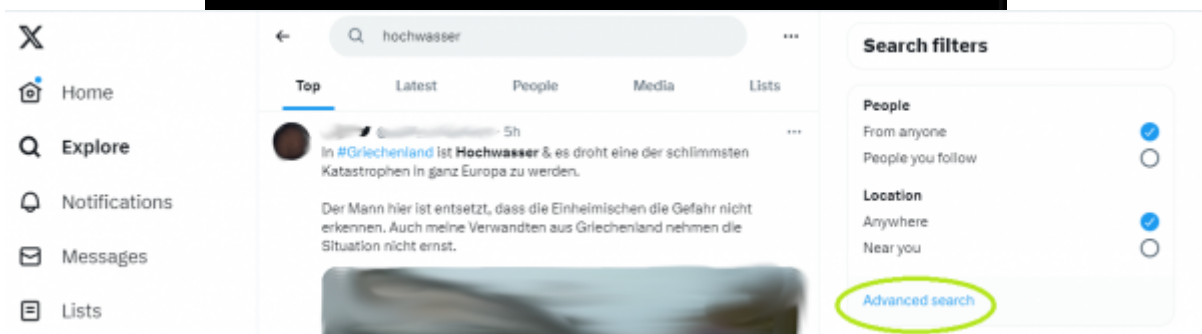 X
Home
Explore
Notifications
Messages
Lists
hochwasser
Top Latest People Media Lists
· 5h
In #Griechenland ist Hochwasser & es droht eine der schlimmsten
Katastrophen in ganz Europa zu werden.
Der Mann hier ist entsetzt, dass die Einheimischen die Gefahr nicht
erkennen. Auch meine Verwandten aus Griechenland nehmen die
Situation nicht ernst.
Search filters
People
From anyone
People you follow
Location
Anywhere
Near you
Advanced search